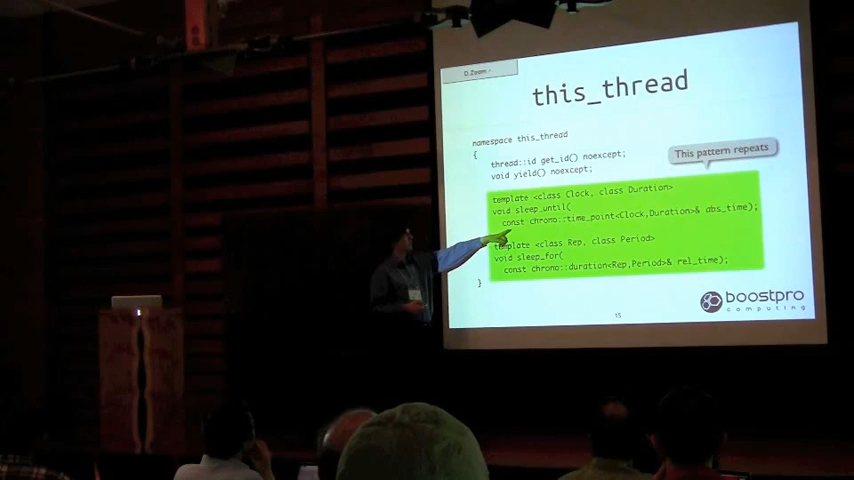 D.Zoom -
this_thread
namespace this_thread
{
thread::id get_id() noexcept;
void yield() noexcept;
This pattern repeats
template <class Clock, class Duration>
void sleep_until(
const chrono::time_point<Clock,Duration>& abs_time);
template <class Rep, class Period>
void sleep_for(
const chrono::duration<Rep,Period>& rel_time);
}
15
boostpro
computing